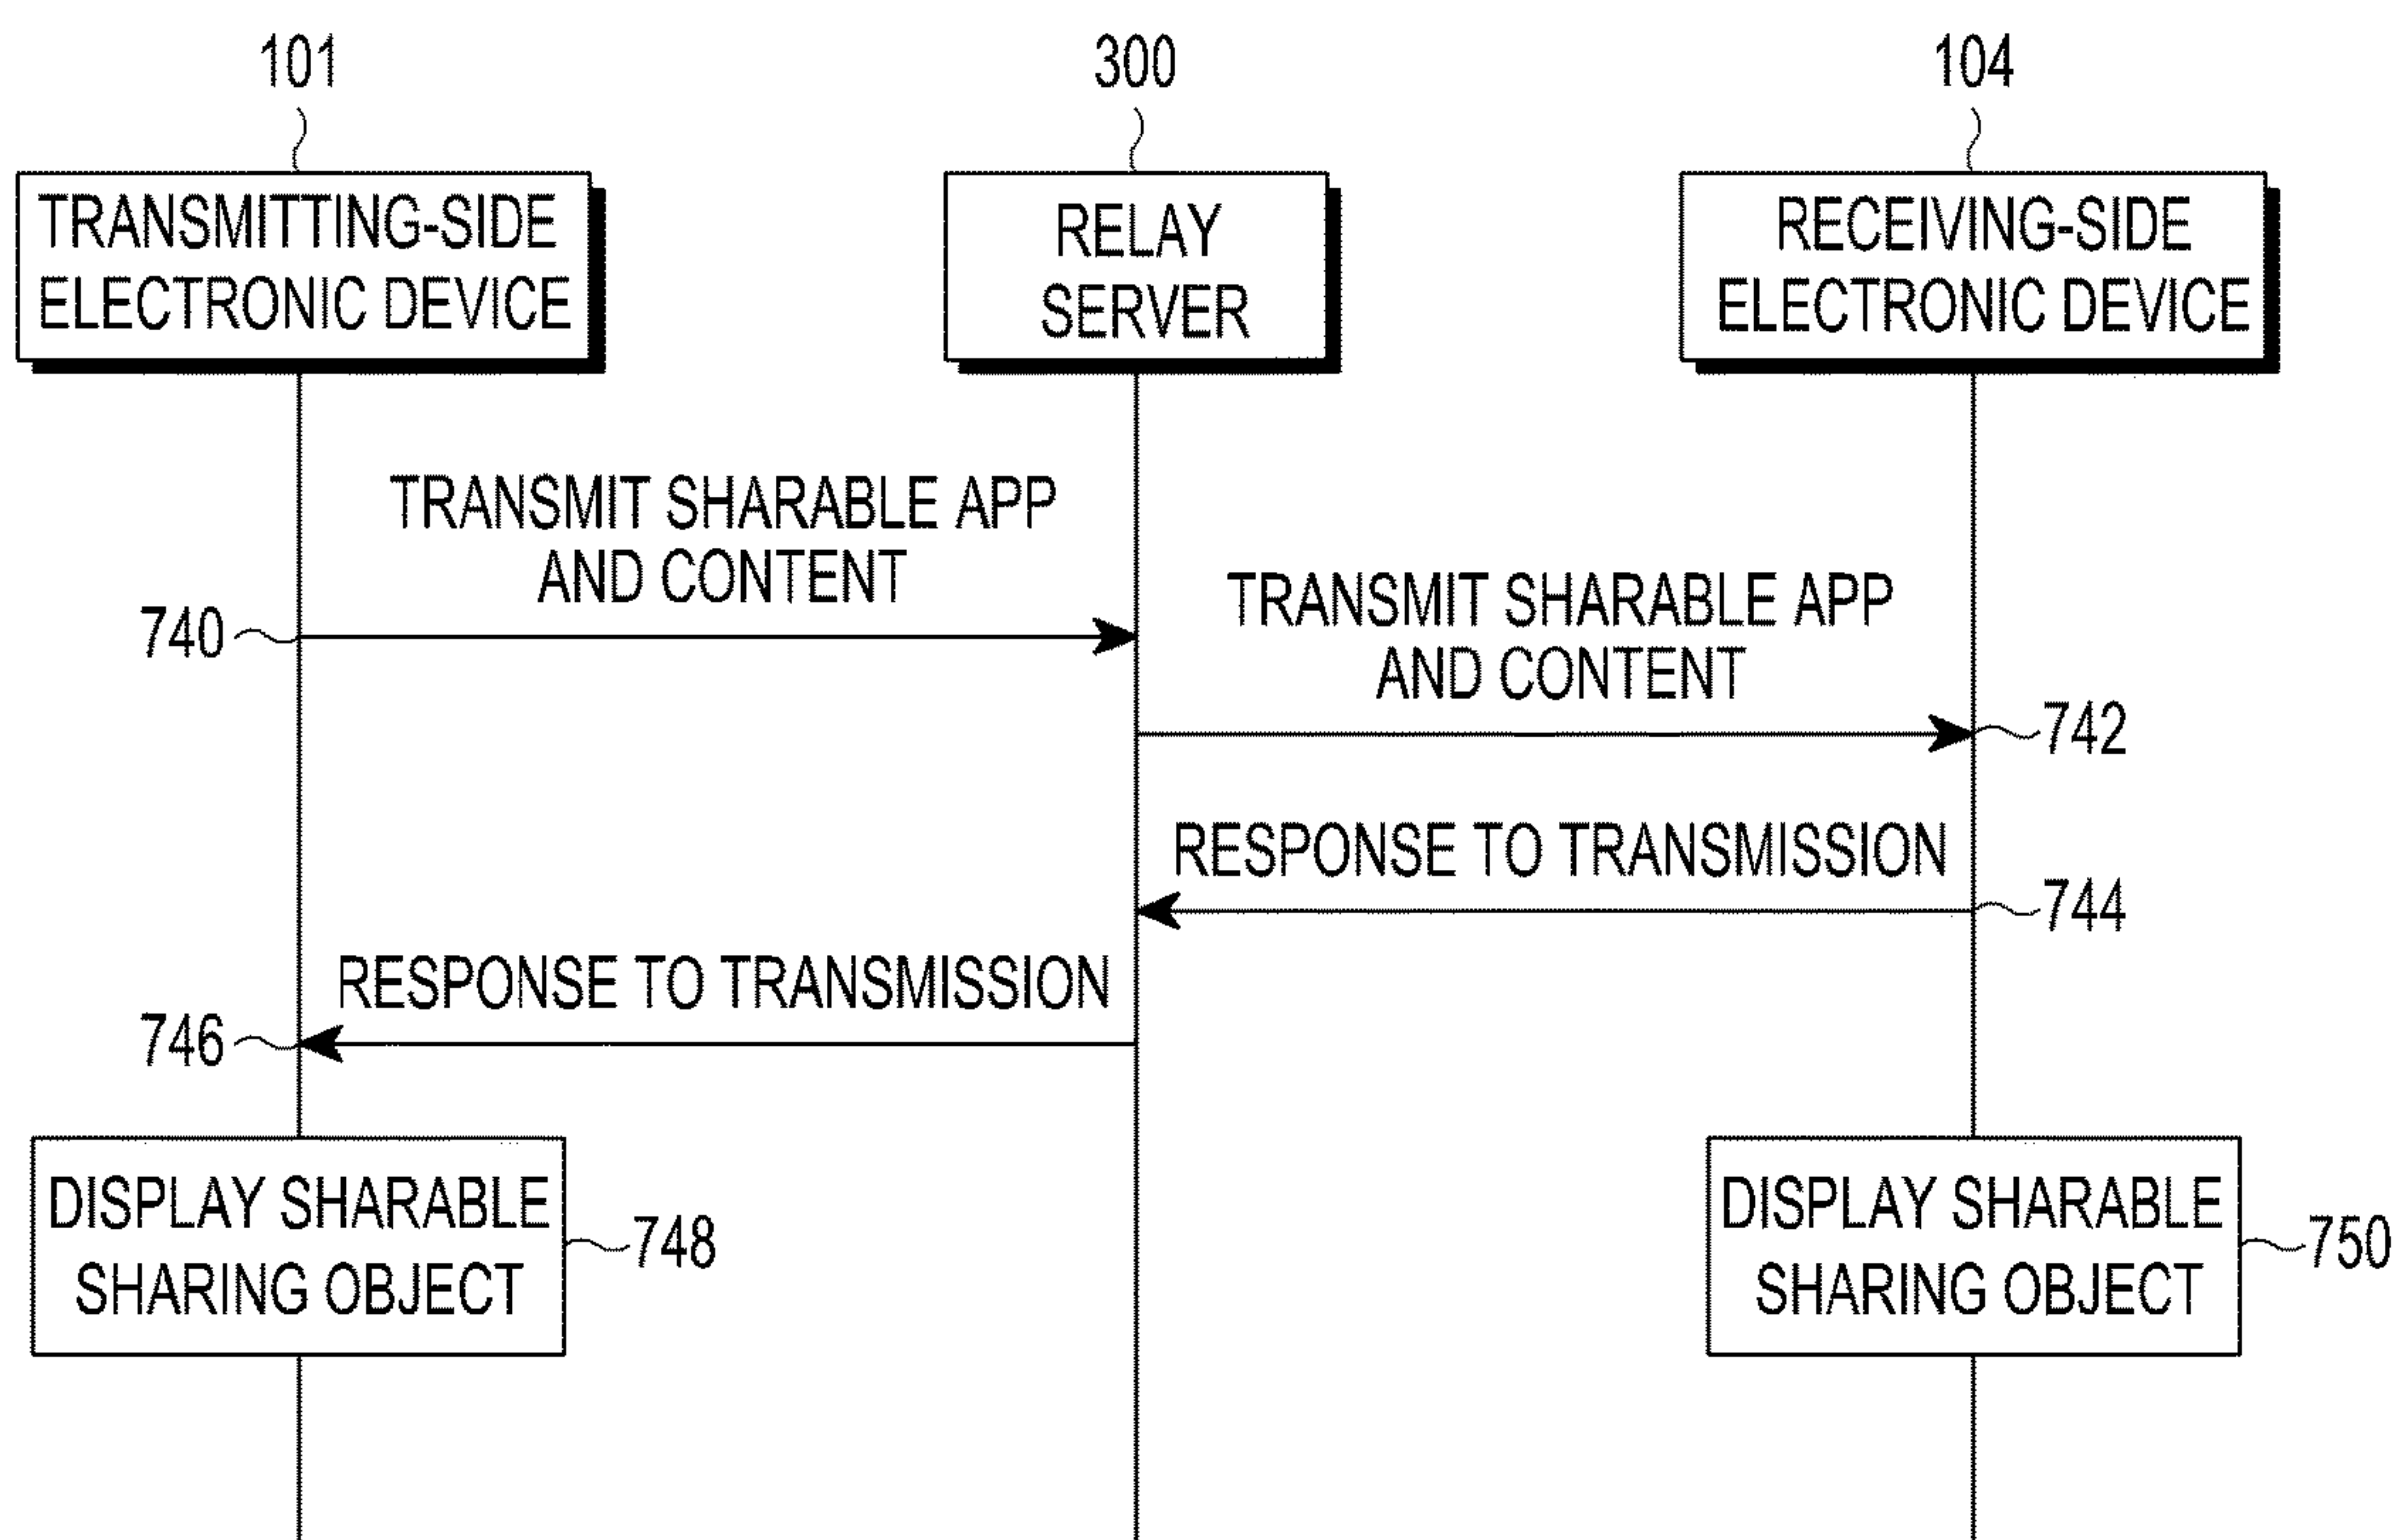 101
300
104
TRANSMITTING-SIDE
ELECTRONIC DEVICE
RELAY
SERVER
RECEIVING-SIDE
ELECTRONIC DEVICE
TRANSMIT SHARABLE APP
AND CONTENT
740
TRANSMIT SHARABLE APP
AND CONTENT
742
RESPONSE TO TRANSMISSION
744
RESPONSE TO TRANSMISSION
746
DISPLAY SHARABLE
SHARING OBJECT
748
DISPLAY SHARABLE
SHARING OBJECT
750